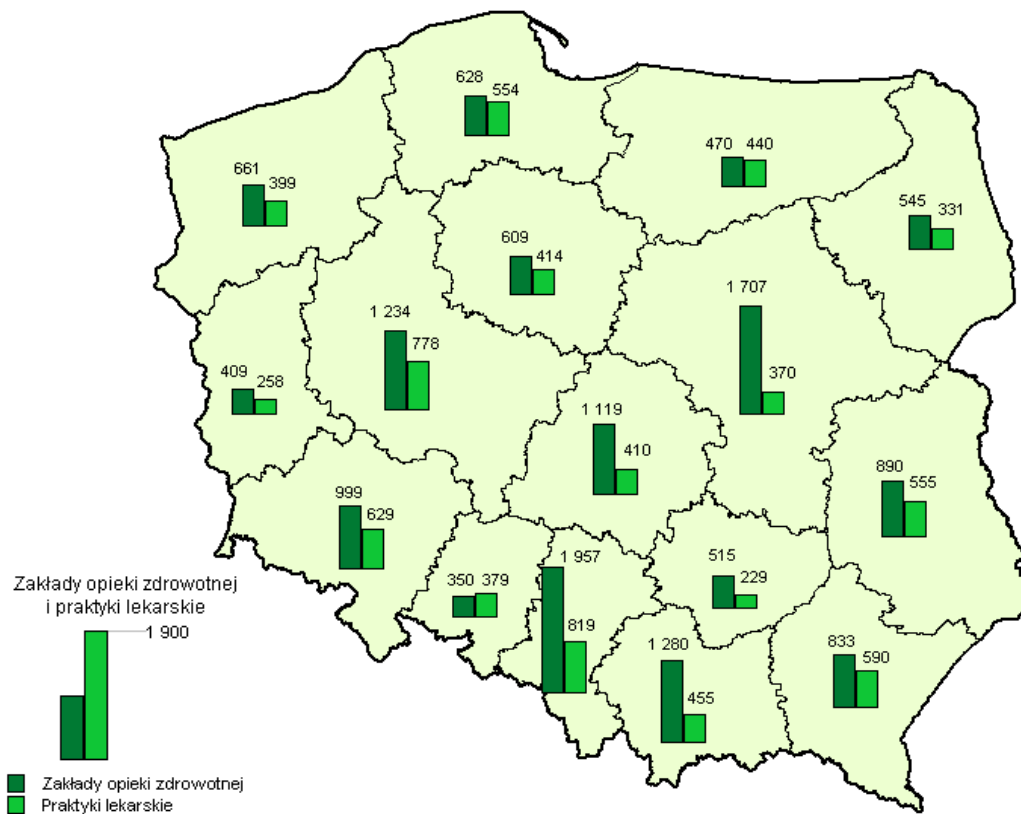 628 554
470 440
661 399
545 331
609 414
1 707 370
1 234 778
409 258
1 119 410
890 555
999 629
1 957 819
515 229
350 379
Zakłady opieki zdrowotnej
i praktyki lekarskie
1 900
1 280 455
833 590
Zakłady opieki zdrowotnej
Praktyki lekarskie